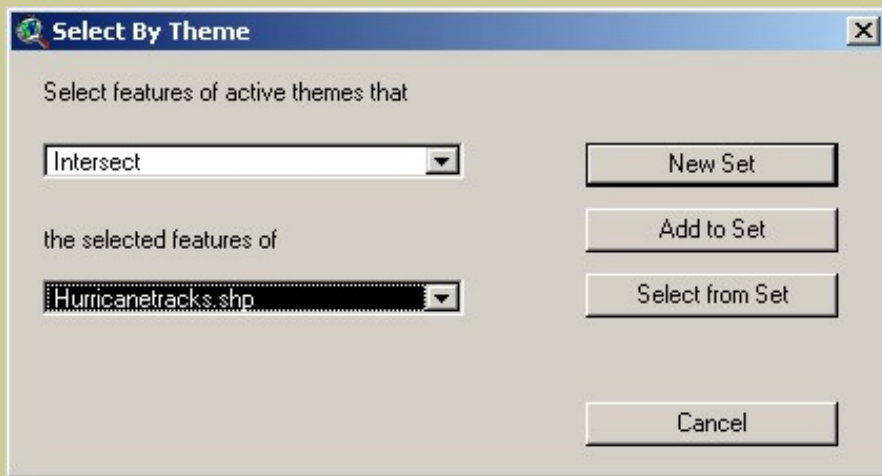 Select By Theme
Select features of active themes that
Intersect
New Set
the selected features of
Add to Set
Hurricanetracks.shp
Select from Set
Cancel